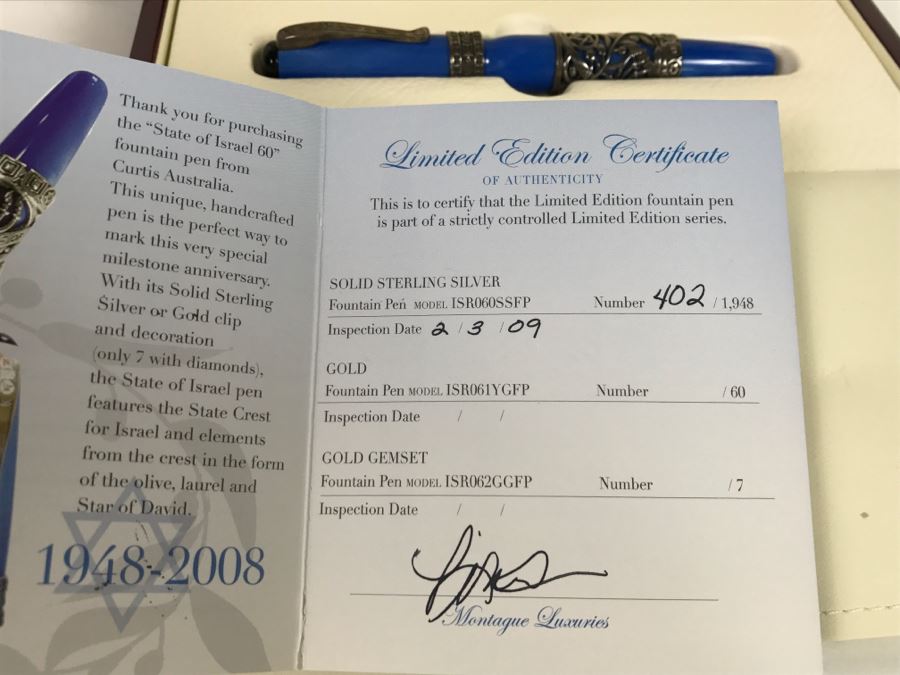 Thank you for purchasing
the "State of Israel 60"
fountain pen from
Curtis Australia.
This unique, handcrafted
pen is the perfect way to
mark this very special
milestone anniversary.
With its Solid Sterling
Silver or Gold clip
and decoration
(only 7 with diamonds),
the State of Israel pen
features the State Crest
for Israel and elements
from the crest in the form
of the olive, laurel and
Star of David.
1948-2008
Limited Edition Certificate
OF AUTHENTICITY
This is to certify that the Limited Edition fountain pen
is part of a strictly controlled Limited Edition series.
SOLID STERLING SILVER
Fountain Pen MODEL ISR060SSFP Number 402 / 1,948
Inspection Date 2 / 3 / 09
GOLD
Fountain Pen MODEL ISR061YGFP Number / 60
Inspection Date / /
GOLD GEMSET
Fountain Pen MODEL ISR062GGFP Number / 7
Inspection Date / /
Montague Luxuries